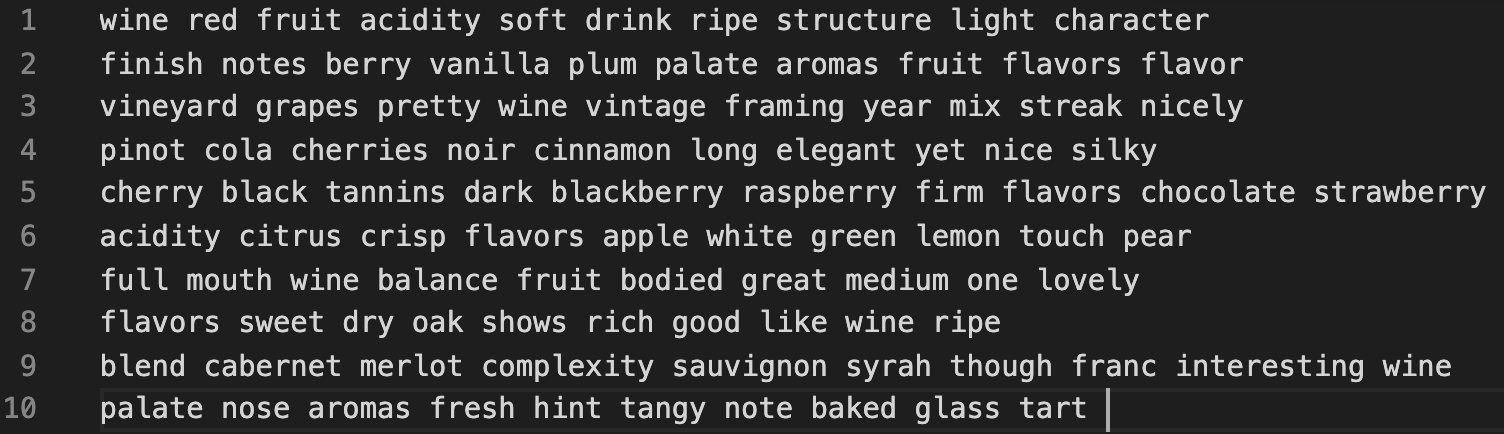 1 wine red fruit acidity soft drink ripe structure light character
2 finish notes berry vanilla plum palate aromas fruit flavors flavor
3 vineyard grapes pretty wine vintage framing year mix streak nicely
4 pinot cola cherries noir cinnamon long elegant yet nice silky
5 cherry black tannins dark blackberry raspberry firm flavors chocolate strawberry
6 acidity citrus crisp flavors apple white green lemon touch pear
7 full mouth wine balance fruit bodied great medium one lovely
8 flavors sweet dry oak shows rich good like wine ripe
9 blend cabernet merlot complexity sauvignon syrah though franc interesting wine
10 palate nose aromas fresh hint tangy note baked glass tart